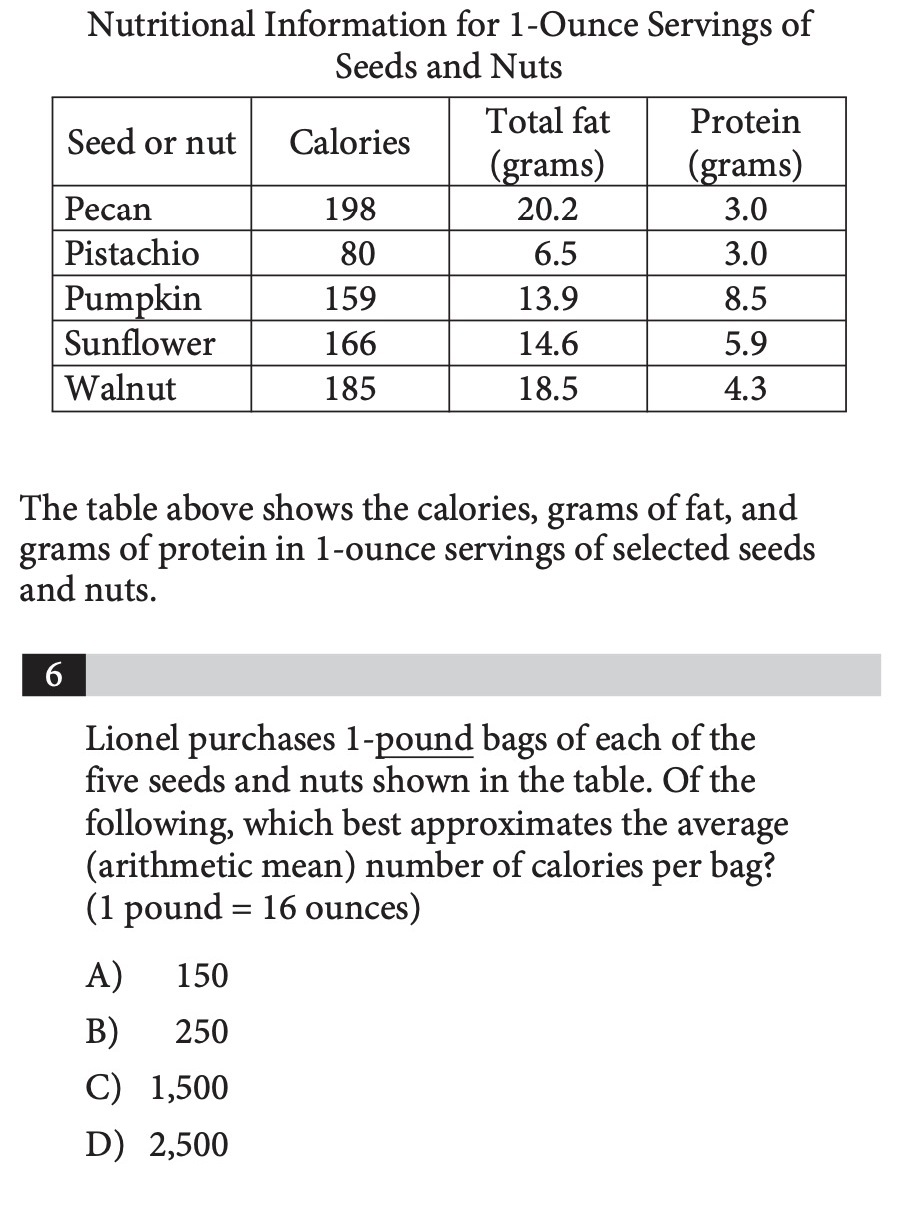 Nutritional Information for 1-Ounce Servings of
Seeds and Nuts
Seed or nut Calories Total fat (grams) Protein (grams)
Pecan 198 20.2 3.0
Pistachio 80 6.5 3.0
Pumpkin 159 13.9 8.5
Sunflower 166 14.6 5.9
Walnut 185 18.5 4.3
The table above shows the calories, grams of fat, and
grams of protein in 1-ounce servings of selected seeds
and nuts.
6
Lionel purchases 1-pound bags of each of the
five seeds and nuts shown in the table. Of the
following, which best approximates the average
(arithmetic mean) number of calories per bag?
(1 pound = 16 ounces)
A) 150
B) 250
C) 1,500
D) 2,500